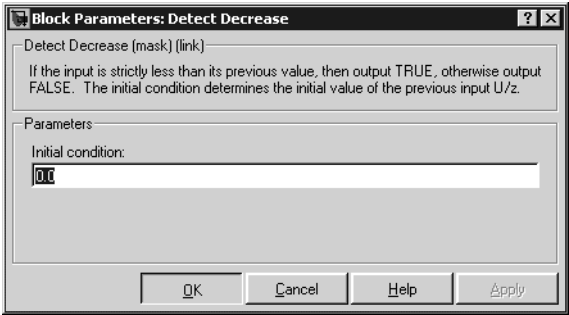 Block Parameters: Detect Decrease
Detect Decrease (mask) (link)
If the input is strictly less than its previous value, then output TRUE, otherwise output
FALSE.  The initial condition determines the initial value of the previous input U/z.
Parameters
Initial condition:
0.0
OK
Cancel
Help
Apply